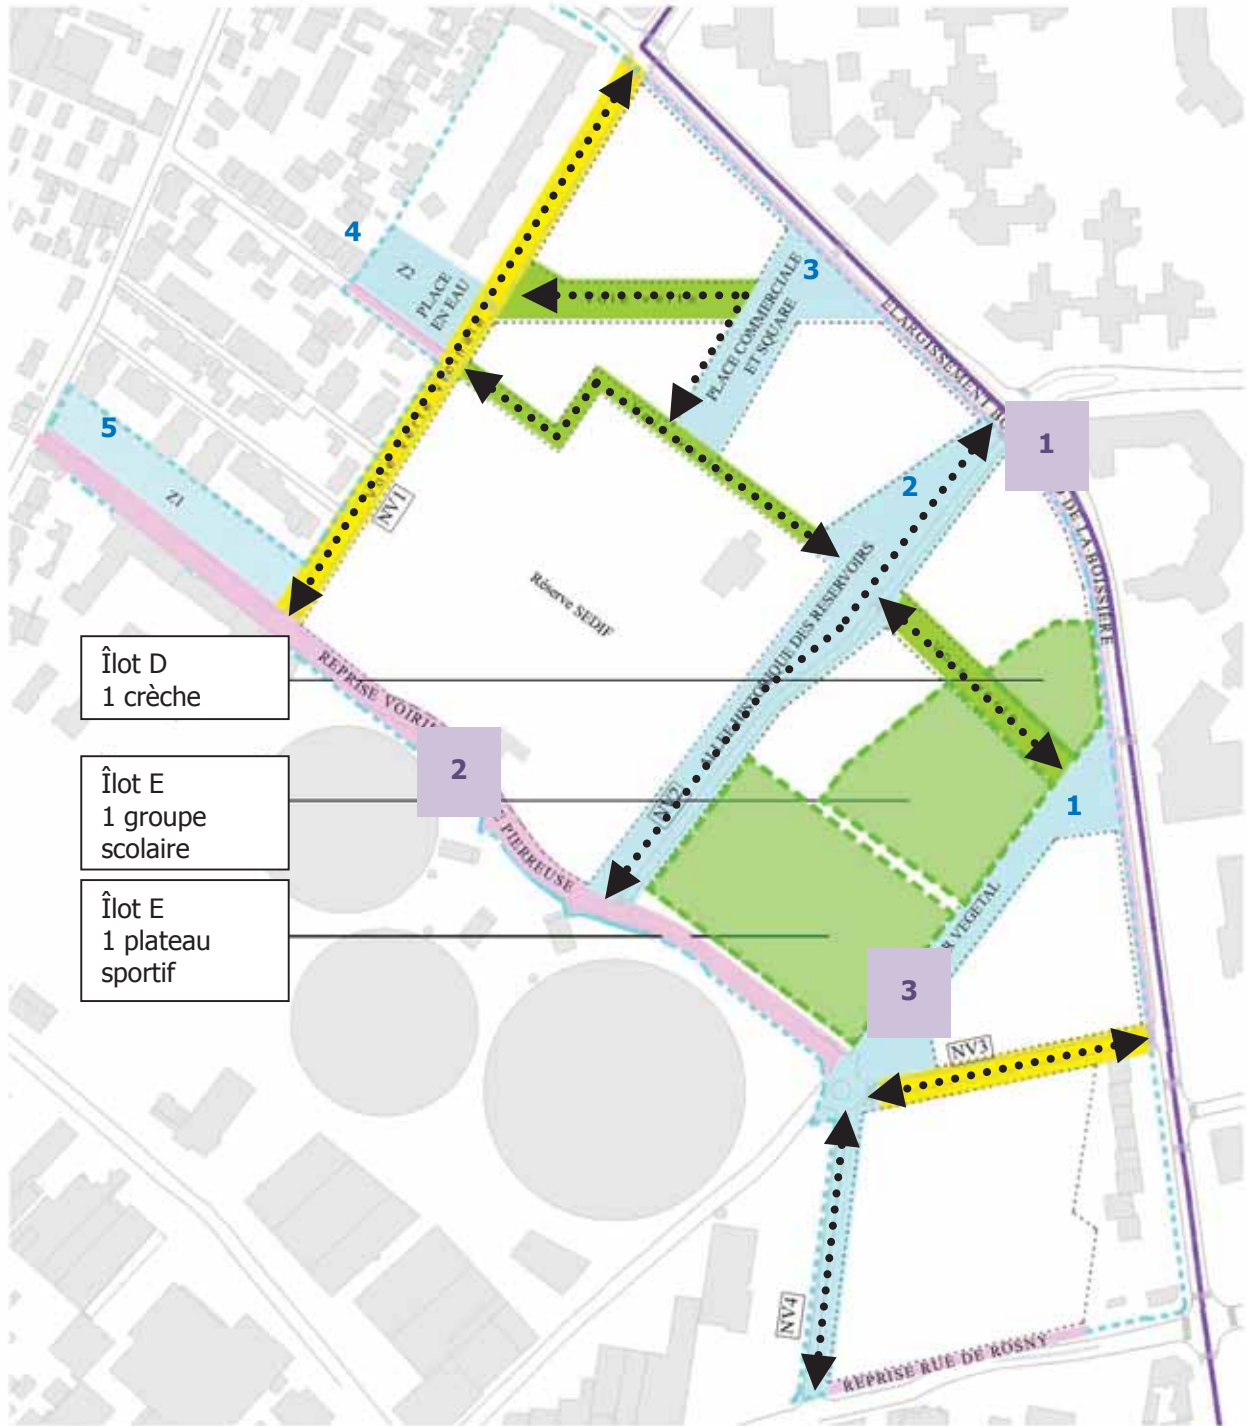 4
Z2
PLACE
EN EAU
3
PLACE COMMERCIALE
ET SQUARE
ELARGISSEMENT
1
5
Z1
NV1
2
DE LA BOISSIERE
Réserve SEDIF
ALLEE HISTORIQUE DES RESERVOIRS
Îlot D
1 crèche
REPRISE VOIRIE
2
NV2
1
Îlot E
1 groupe
scolaire
PIERREUSE
VEGETAL
Îlot E
1 plateau
sportif
3
NV3
NV4
REPRISE RUE DE ROSNY